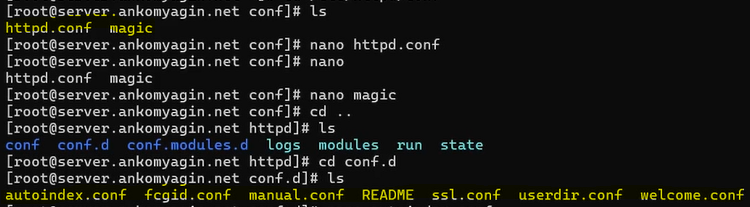 [root@server.ankomyagin.net conf]# ls
httpd.conf  magic
[root@server.ankomyagin.net conf]# nano httpd.conf
[root@server.ankomyagin.net conf]# nano
httpd.conf  magic
[root@server.ankomyagin.net conf]# nano magic
[root@server.ankomyagin.net conf]# cd ..
[root@server.ankomyagin.net httpd]# ls
conf  conf.d  conf.modules.d  logs  modules  run  state
[root@server.ankomyagin.net httpd]# cd conf.d
[root@server.ankomyagin.net conf.d]# ls
autoindex.conf  fcgid.conf  manual.conf  README  ssl.conf  userdir.conf  welcome.conf